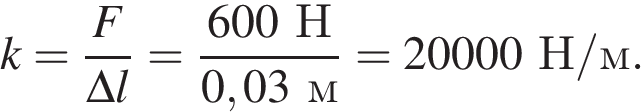 k = F/Δl = 600 Н/0,03 м = 20000 Н/м.